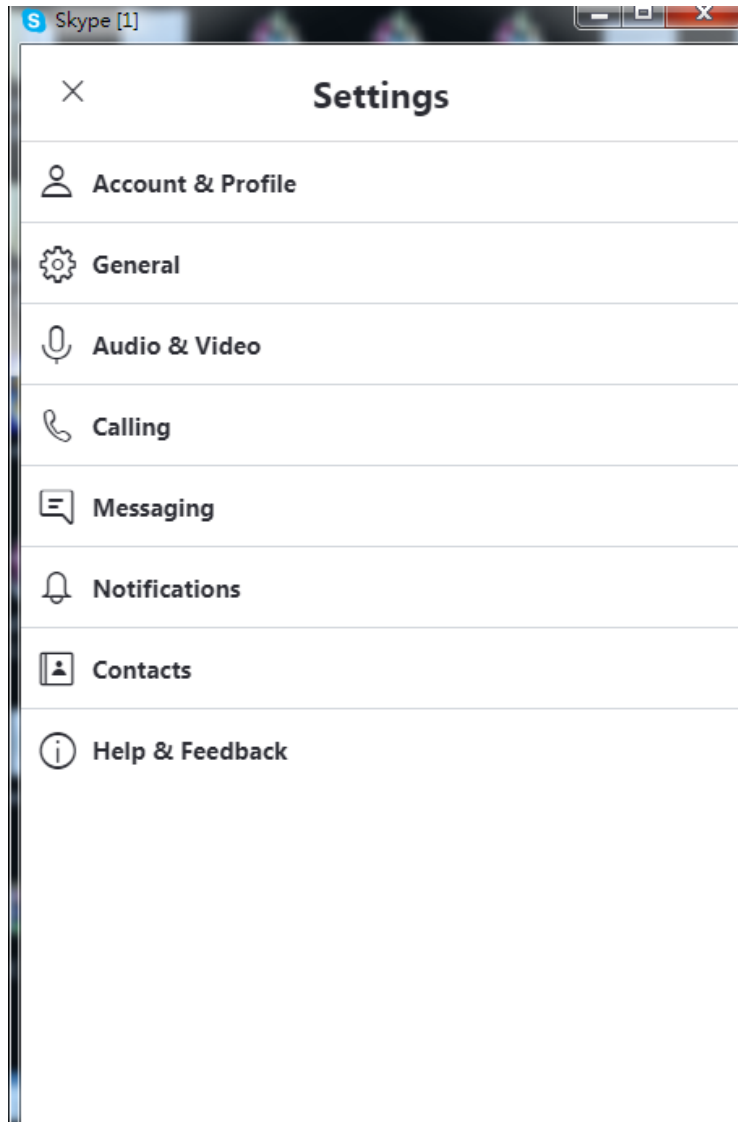 Skype [1]
Settings
Account & Profile
General
Audio & Video
Calling
Messaging
Notifications
Contacts
Help & Feedback